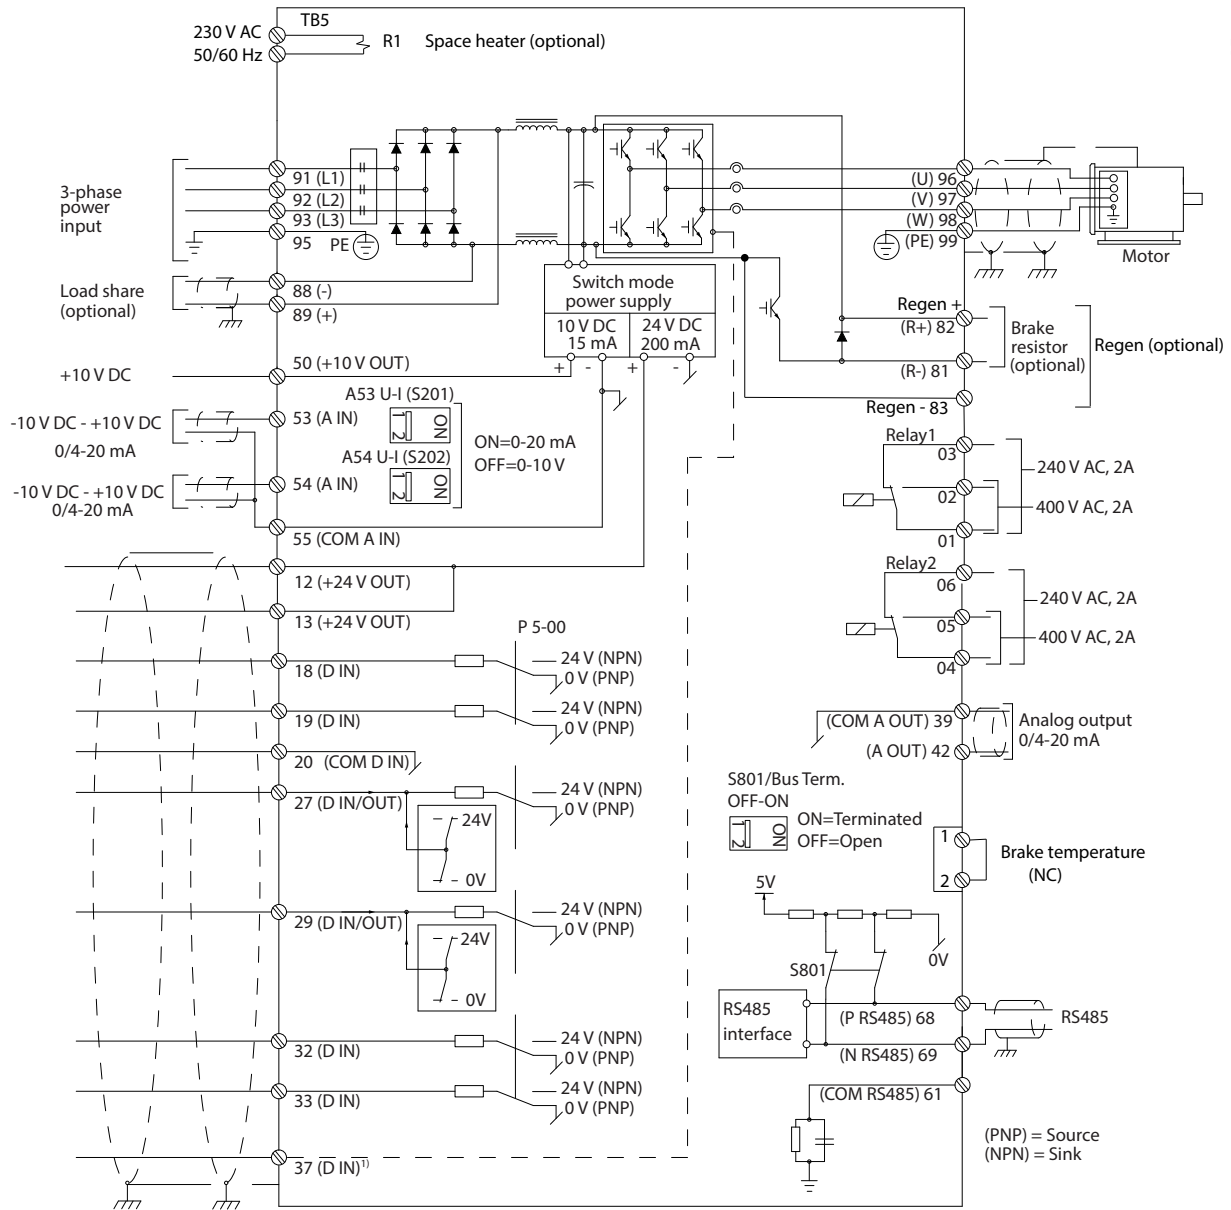 TB5
230 V AC
50/60 Hz
R1
Space heater (optional)
3-phase
power
input
91 (L1)
92 (L2)
93 (L3)
95
PE
(U) 96
(V) 97
(W) 98
(PE) 99
Motor
Load share
(optional)
88 (-)
89 (+)
Switch mode
power supply
10 V DC
15 mA
24 V DC
200 mA
+ - + -
Regen +
(R+) 82
Brake
resistor
(optional)
Regen (optional)
(R-) 81
Regen - 83
+10 V DC
50 (+10 V OUT)
A53 U-I (S201)
1 2
ON
-10 V DC - +10 V DC
0/4-20 mA
53 (A IN)
ON=0-20 mA
OFF=0-10 V
A54 U-I (S202)
1 2
ON
-10 V DC - +10 V DC
0/4-20 mA
54 (A IN)
55 (COM A IN)
Relay1
03
02
01
240 V AC, 2A
400 V AC, 2A
12 (+24 V OUT)
13 (+24 V OUT)
Relay2
06
05
04
240 V AC, 2A
400 V AC, 2A
P 5-00
18 (D IN)
24 V (NPN)
0 V (PNP)
19 (D IN)
24 V (NPN)
0 V (PNP)
20 (COM D IN)
27 (D IN/OUT)
24 V (NPN)
0 V (PNP)
24V
0V
29 (D IN/OUT)
24 V (NPN)
0 V (PNP)
24V
0V
32 (D IN)
24 V (NPN)
0 V (PNP)
33 (D IN)
24 V (NPN)
0 V (PNP)
37 (D IN)1)
(COM A OUT) 39
(A OUT) 42
Analog output
0/4-20 mA
S801/Bus Term.
OFF-ON
1 2
ON
ON=Terminated
OFF=Open
1
2
Brake temperature
(NC)
5V
0V
S801
RS485
interface
(P RS485) 68
(N RS485) 69
RS485
(COM RS485) 61
(PNP) = Source
(NPN) = Sink